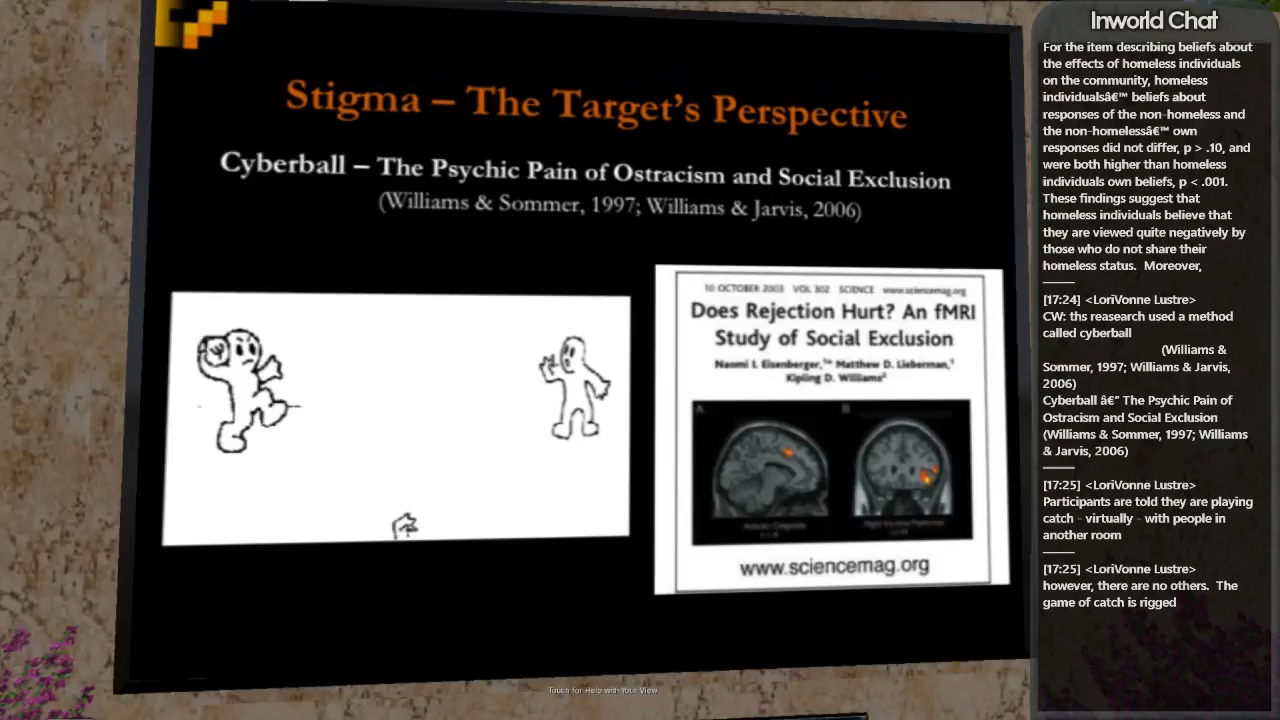 Stigma – The Target's Perspective
Cyberball – The Psychic Pain of Ostracism and Social Exclusion
(Williams & Sommer, 1997; Williams & Jarvis, 2006)
10 OCTOBER 2003 VOL 302 SCIENCE www.sciencemag.org
Does Rejection Hurt? An fMRI
Study of Social Exclusion
Naomi I. Eisenberger,1* Matthew D. Lieberman,1
Kipling D. Williams2
A
B
www.sciencemag.org
Touch for Help with Your View
Inworld Chat
For the item describing beliefs about
the effects of homeless individuals
on the community, homeless
individualsâ€™ beliefs about
responses of the non-homeless and
the non-homelessâ€™ own
responses did not differ, p > .10, and
were both higher than homeless
individuals own beliefs, p < .001.
These findings suggest that
homeless individuals believe that
they are viewed quite negatively by
those who do not share their
homeless status. Moreover,
[17:24] <LoriVonne Lustre>
CW: ths reasearch used a method
called cyberball
(Williams &
Sommer, 1997; Williams & Jarvis,
2006)
Cyberball â€" The Psychic Pain of
Ostracism and Social Exclusion
(Williams & Sommer, 1997; Williams
& Jarvis, 2006)
[17:25] <LoriVonne Lustre>
Participants are told they are playing
catch - virtually - with people in
another room
[17:25] <LoriVonne Lustre>
however, there are no others. The
game of catch is rigged